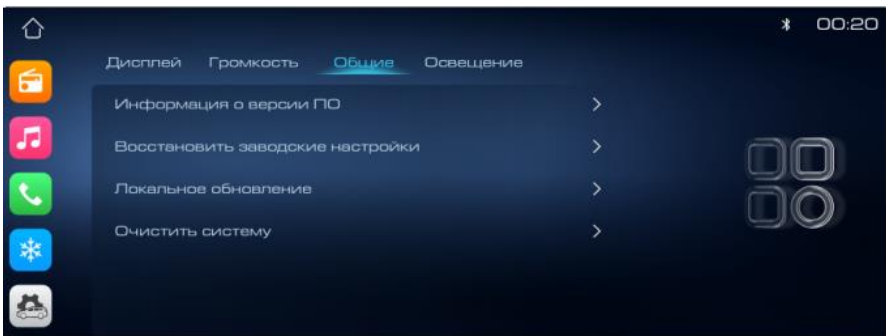 00:20
Дисплей Громкость Общие Освещение
Информация о версии ПО
Восстановить заводские настройки
Локальное обновление
Очистить систему